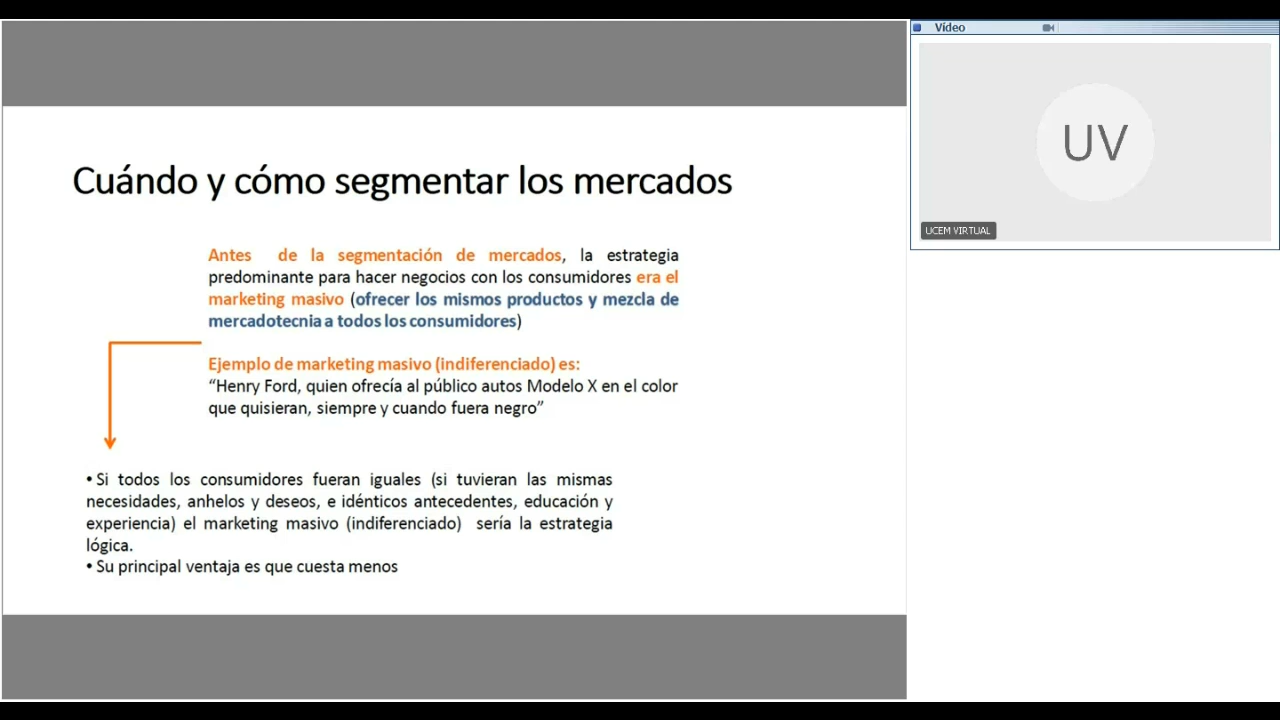 Vídeo
UV
UCEM VIRTUAL
Cuándo y cómo segmentar los mercados
Antes de la segmentación de mercados, la estrategia
predominante para hacer negocios con los consumidores era el
marketing masivo (ofrecer los mismos productos y mezcla de
mercadotecnia a todos los consumidores)
Ejemplo de marketing masivo (indiferenciado) es:
“Henry Ford, quien ofrecía al público autos Modelo X en el color
que quisieran, siempre y cuando fuera negro”
• Si todos los consumidores fueran iguales (si tuvieran las mismas
necesidades, anhelos y deseos, e idénticos antecedentes, educación y
experiencia) el marketing masivo (indiferenciado) sería la estrategia
lógica.
• Su principal ventaja es que cuesta menos